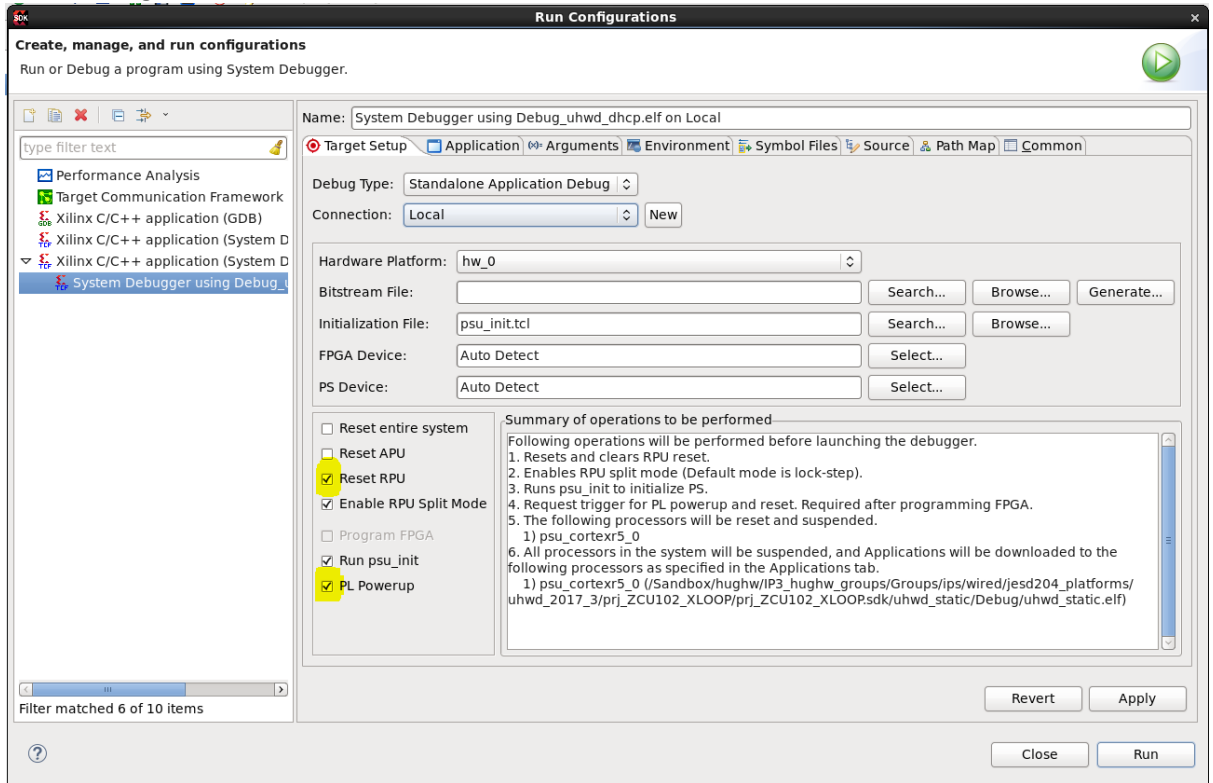 SDK
Run Configurations
Create, manage, and run configurations
Run or Debug a program using System Debugger.
Name: System Debugger using Debug_uhwd_dhcp.elf on Local
type filter text
Performance Analysis
Target Communication Framework
Xilinx C/C++ application (GDB)
Xilinx C/C++ application (System D
Xilinx C/C++ application (System D
System Debugger using Debug_u
Filter matched 6 of 10 items
Target Setup Application Arguments Environment Symbol Files Source Path Map Common
Debug Type: Standalone Application Debug
Connection: Local New
Hardware Platform: hw_0
Bitstream File: Search... Browse... Generate...
Initialization File: psu_init.tcl Search... Browse...
FPGA Device: Auto Detect Select...
PS Device: Auto Detect Select...
Reset entire system
Reset APU
Reset RPU
Enable RPU Split Mode
Program FPGA
Run psu_init
PL Powerup
Summary of operations to be performed
Following operations will be performed before launching the debugger.
1. Resets and clears RPU reset.
2. Enables RPU split mode (Default mode is lock-step).
3. Runs psu_init to initialize PS.
4. Request trigger for PL powerup and reset. Required after programming FPGA.
5. The following processors will be reset and suspended.
1) psu_cortexr5_0
6. All processors in the system will be suspended, and Applications will be downloaded to the
following processors as specified in the Applications tab.
1) psu_cortexr5_0 (/Sandbox/hughw/IP3_hughw_groups/Groups/ips/wired/jesd204_platforms/
uhwd_2017_3/prj_ZCU102_XLOOP/prj_ZCU102_XLOOP.sdk/uhwd_static/Debug/uhwd_static.elf)
Revert Apply
Close Run